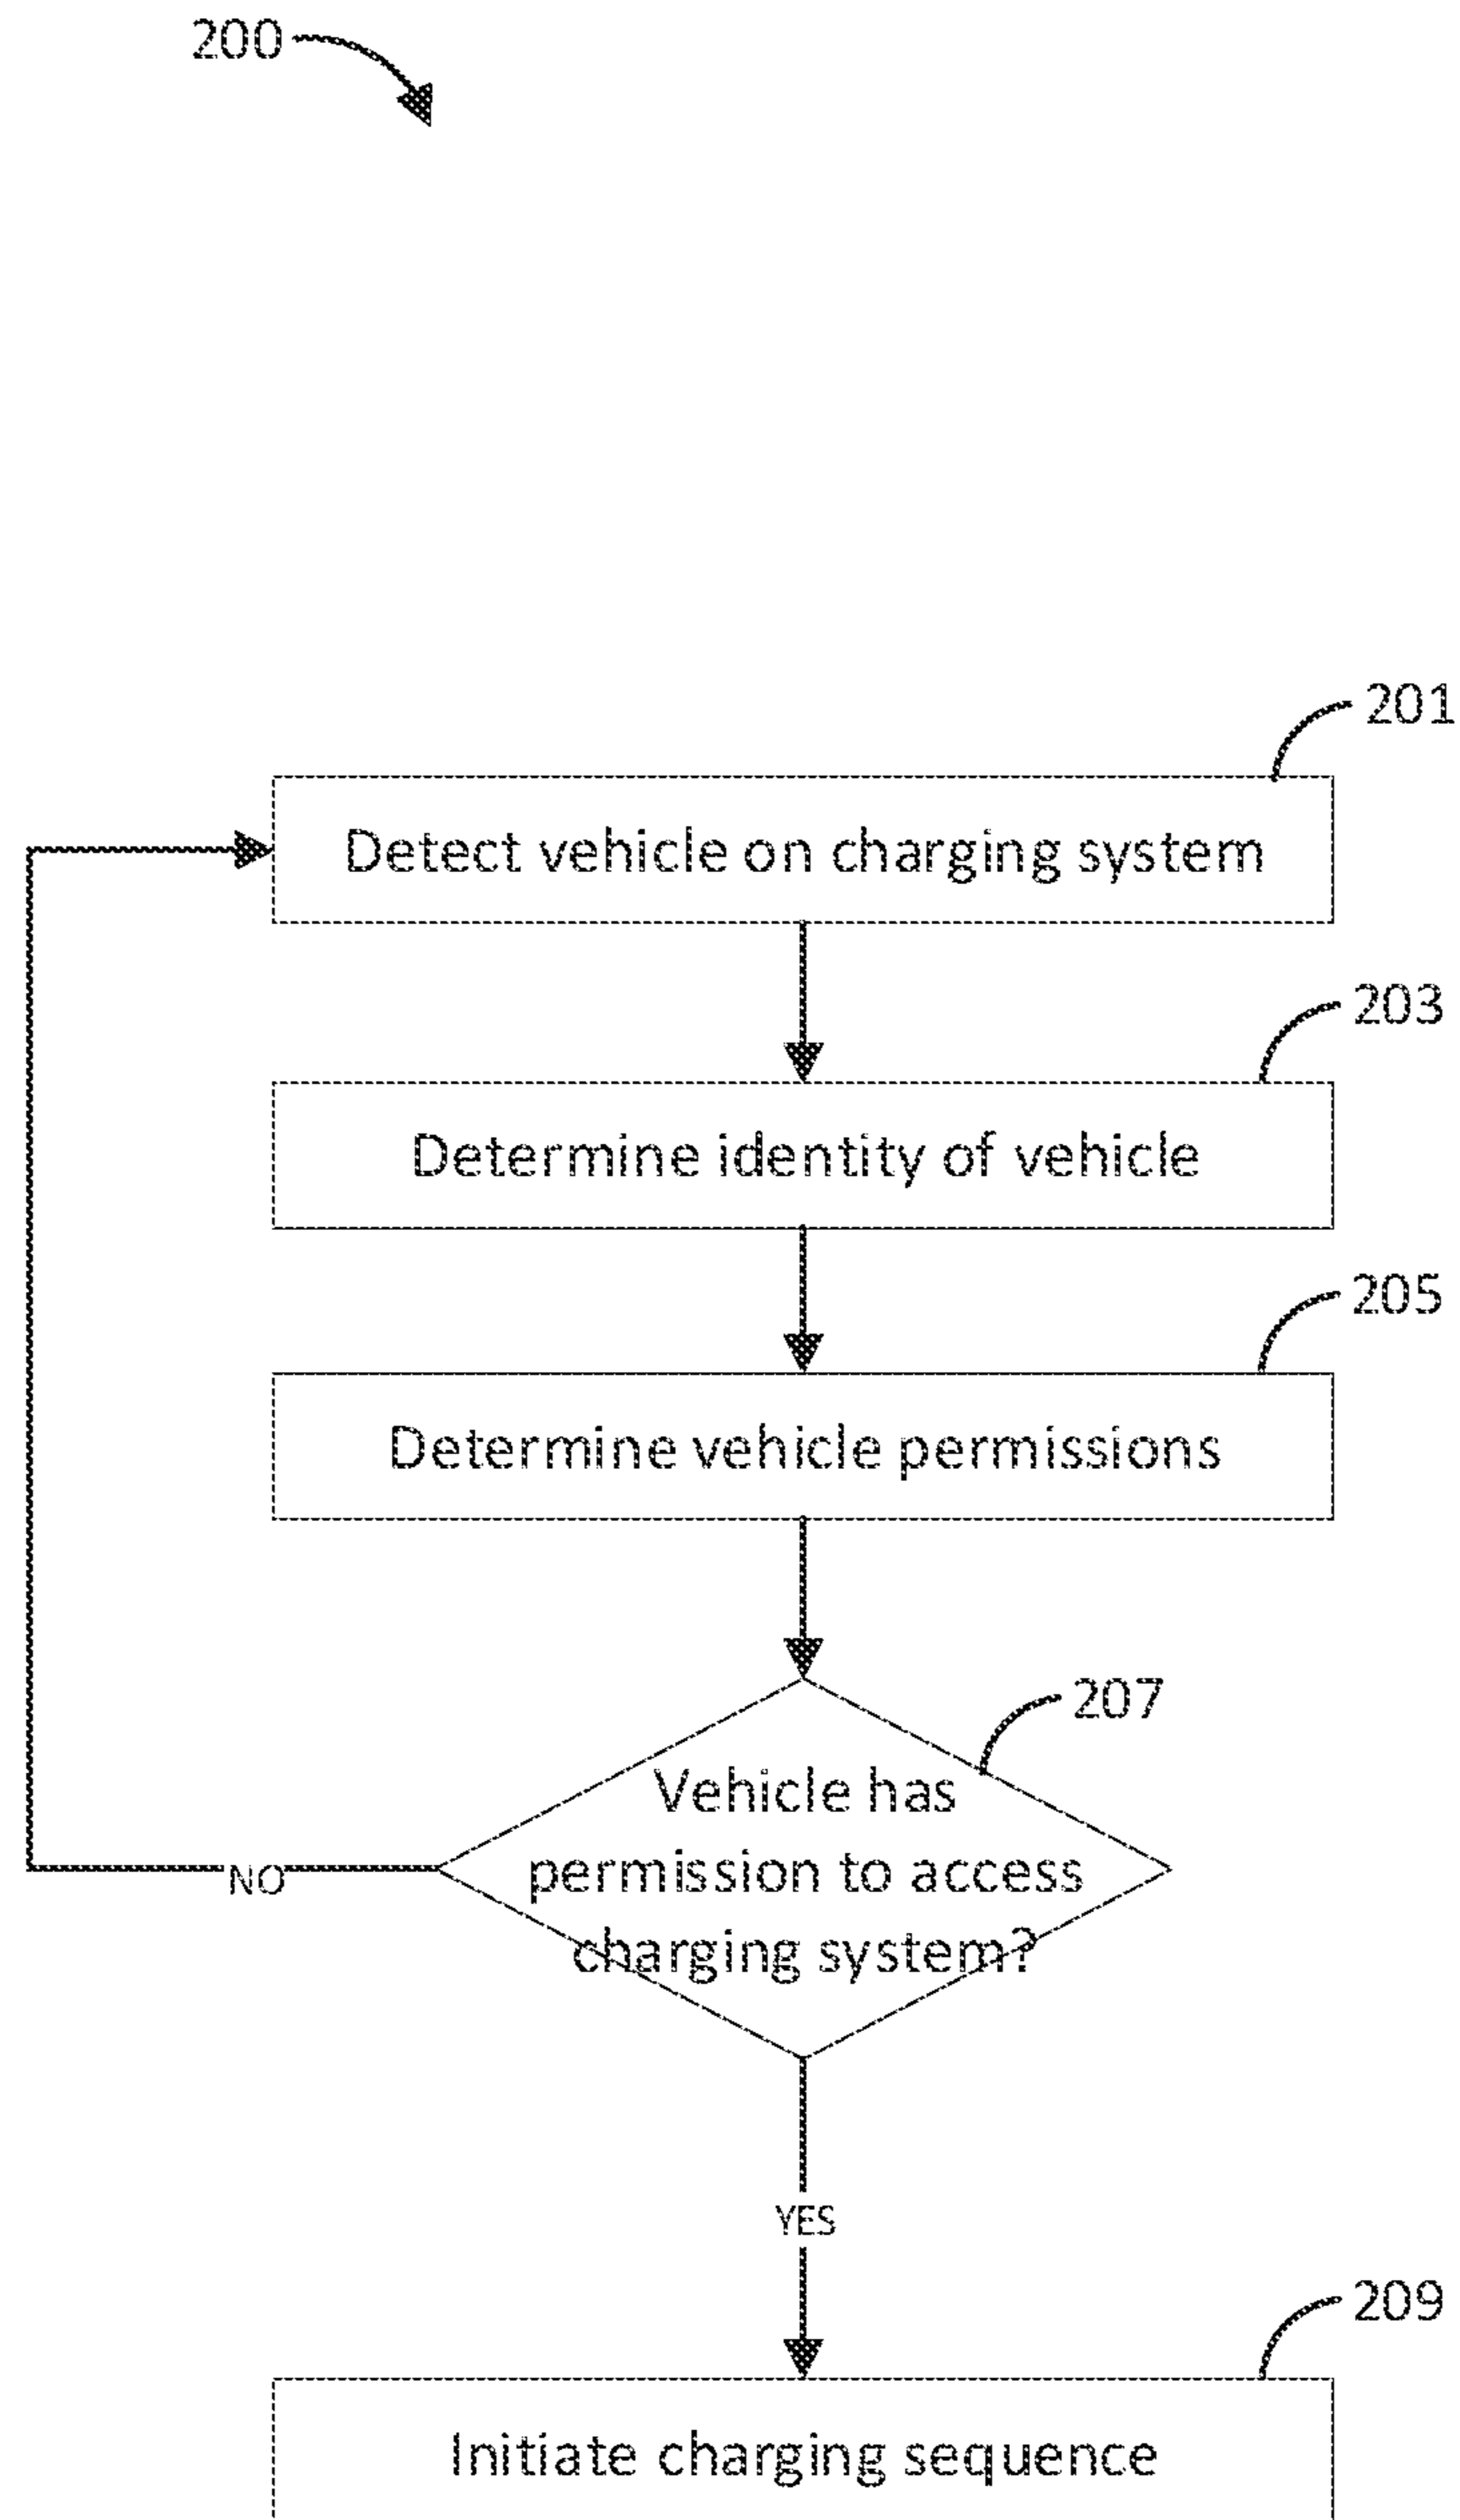 200
201
Detect vehicle on charging system
203
Determine identity of vehicle
205
Determine vehicle permissions
207
Vehicle has
permission to access
charging system?
NO
YES
209
Initiate charging sequence